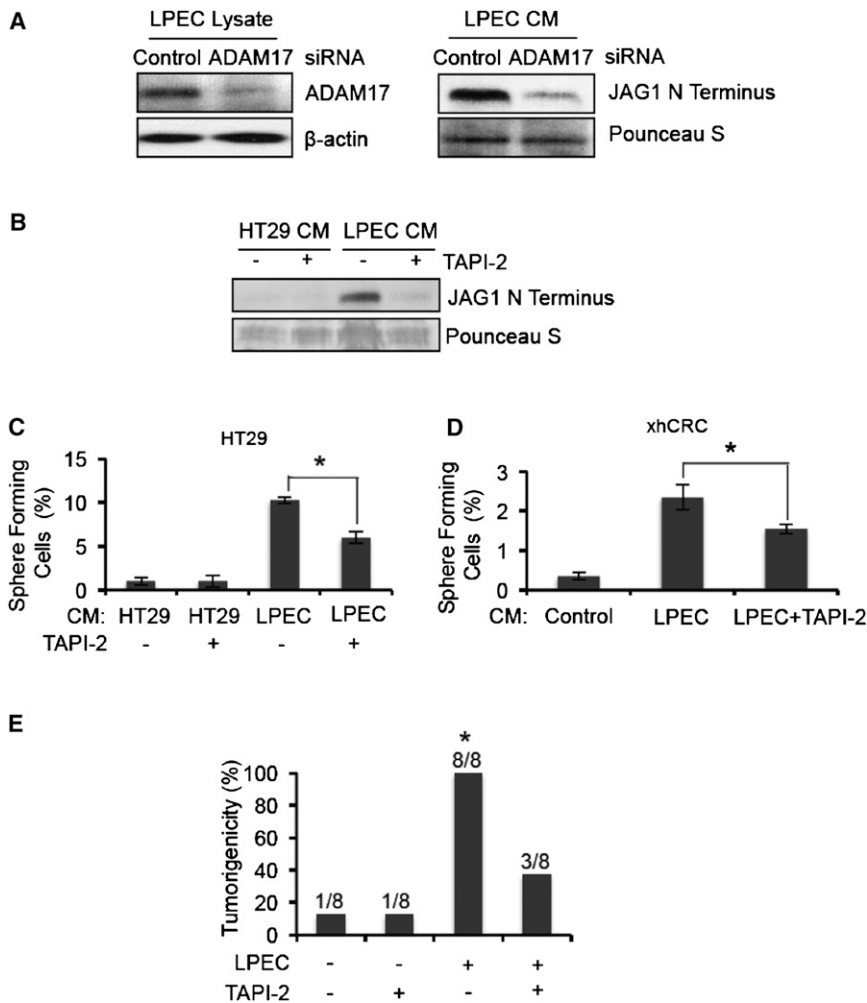 A
LPEC Lysate
Control ADAM17 siRNA
ADAM17
β-actin
LPEC CM
Control ADAM17 siRNA
JAG1 N Terminus
Pounceau S
B
HT29 CM LPEC CM
- + - + TAPI-2
JAG1 N Terminus
Pounceau S
C
HT29
*
15
10
5
0
Sphere Forming
Cells (%)
CM: HT29 HT29 LPEC LPEC
TAPI-2 - + - +
D
xhCRC
*
3
2
1
0
Sphere Forming
Cells (%)
CM: Control LPEC LPEC+TAPI-2
E
*
Tumorigenicity (%)
100
80
60
40
20
0
1/8 1/8 8/8 3/8
LPEC - - + +
TAPI-2 - + - +